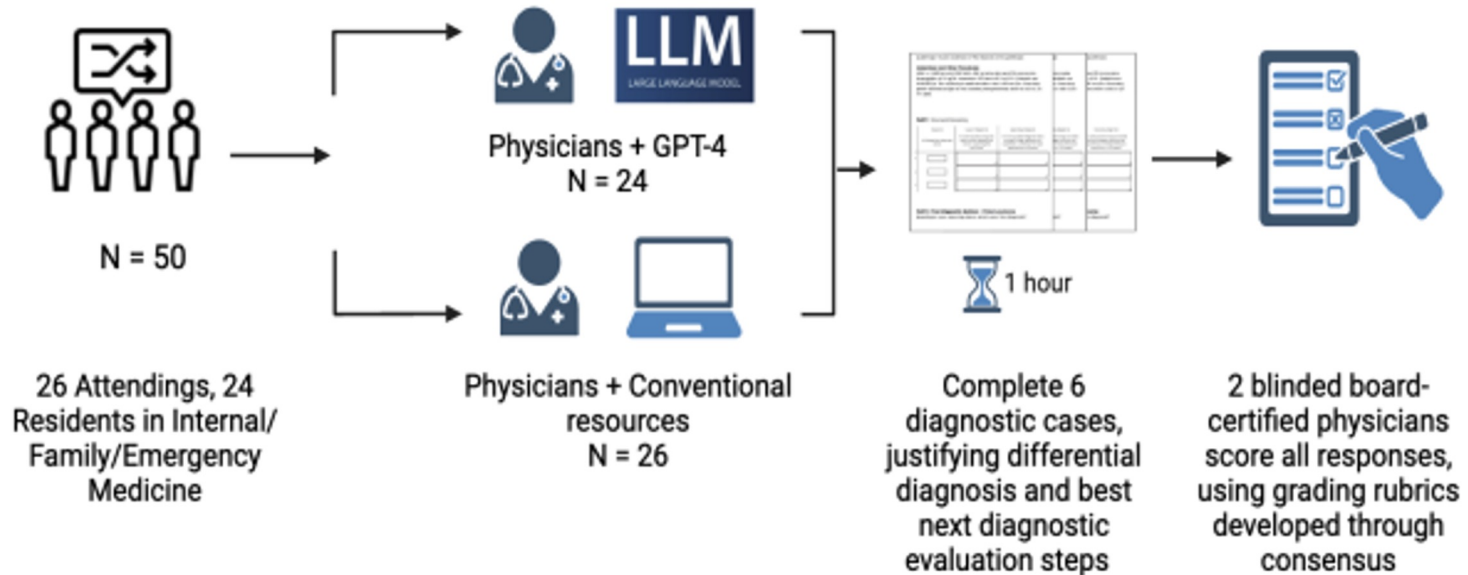 LLM
LARGE LANGUAGE MODEL
Physicians + GPT-4
N = 24
N = 50
1 hour
Physicians + Conventional
resources
N = 26
26 Attendings, 24
Residents in Internal/
Family/Emergency
Medicine
Complete 6
diagnostic cases,
justifying differential
diagnosis and best
next diagnostic
evaluation steps
2 blinded board-
certified physicians
score all responses,
using grading rubrics
developed through
consensus